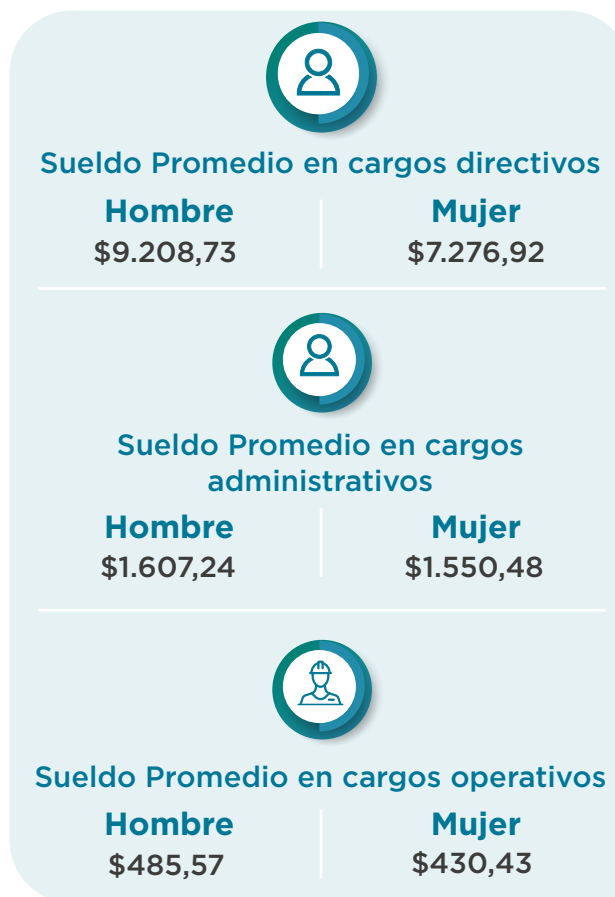 Sueldo Promedio en cargos directivos
Hombre Mujer
$9.208,73 $7.276,92
Sueldo Promedio en cargos
administrativos
Hombre Mujer
$1.607,24 $1.550,48
Sueldo Promedio en cargos operativos
Hombre Mujer
$485,57 $430,43